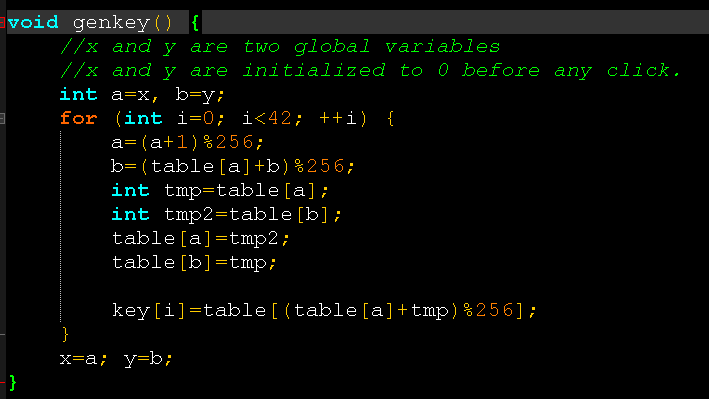 void genkey() {
//x and y are two global variables
//x and y are initialized to 0 before any click.
int a=x, b=y;
for (int i=0; i<42; ++i) {
a=(a+1)%256;
b=(table[a]+b)%256;
int tmp=table[a];
int tmp2=table[b];
table[a]=tmp2;
table[b]=tmp;
key[i]=table[(table[a]+tmp)%256];
}
x=a; y=b;
}